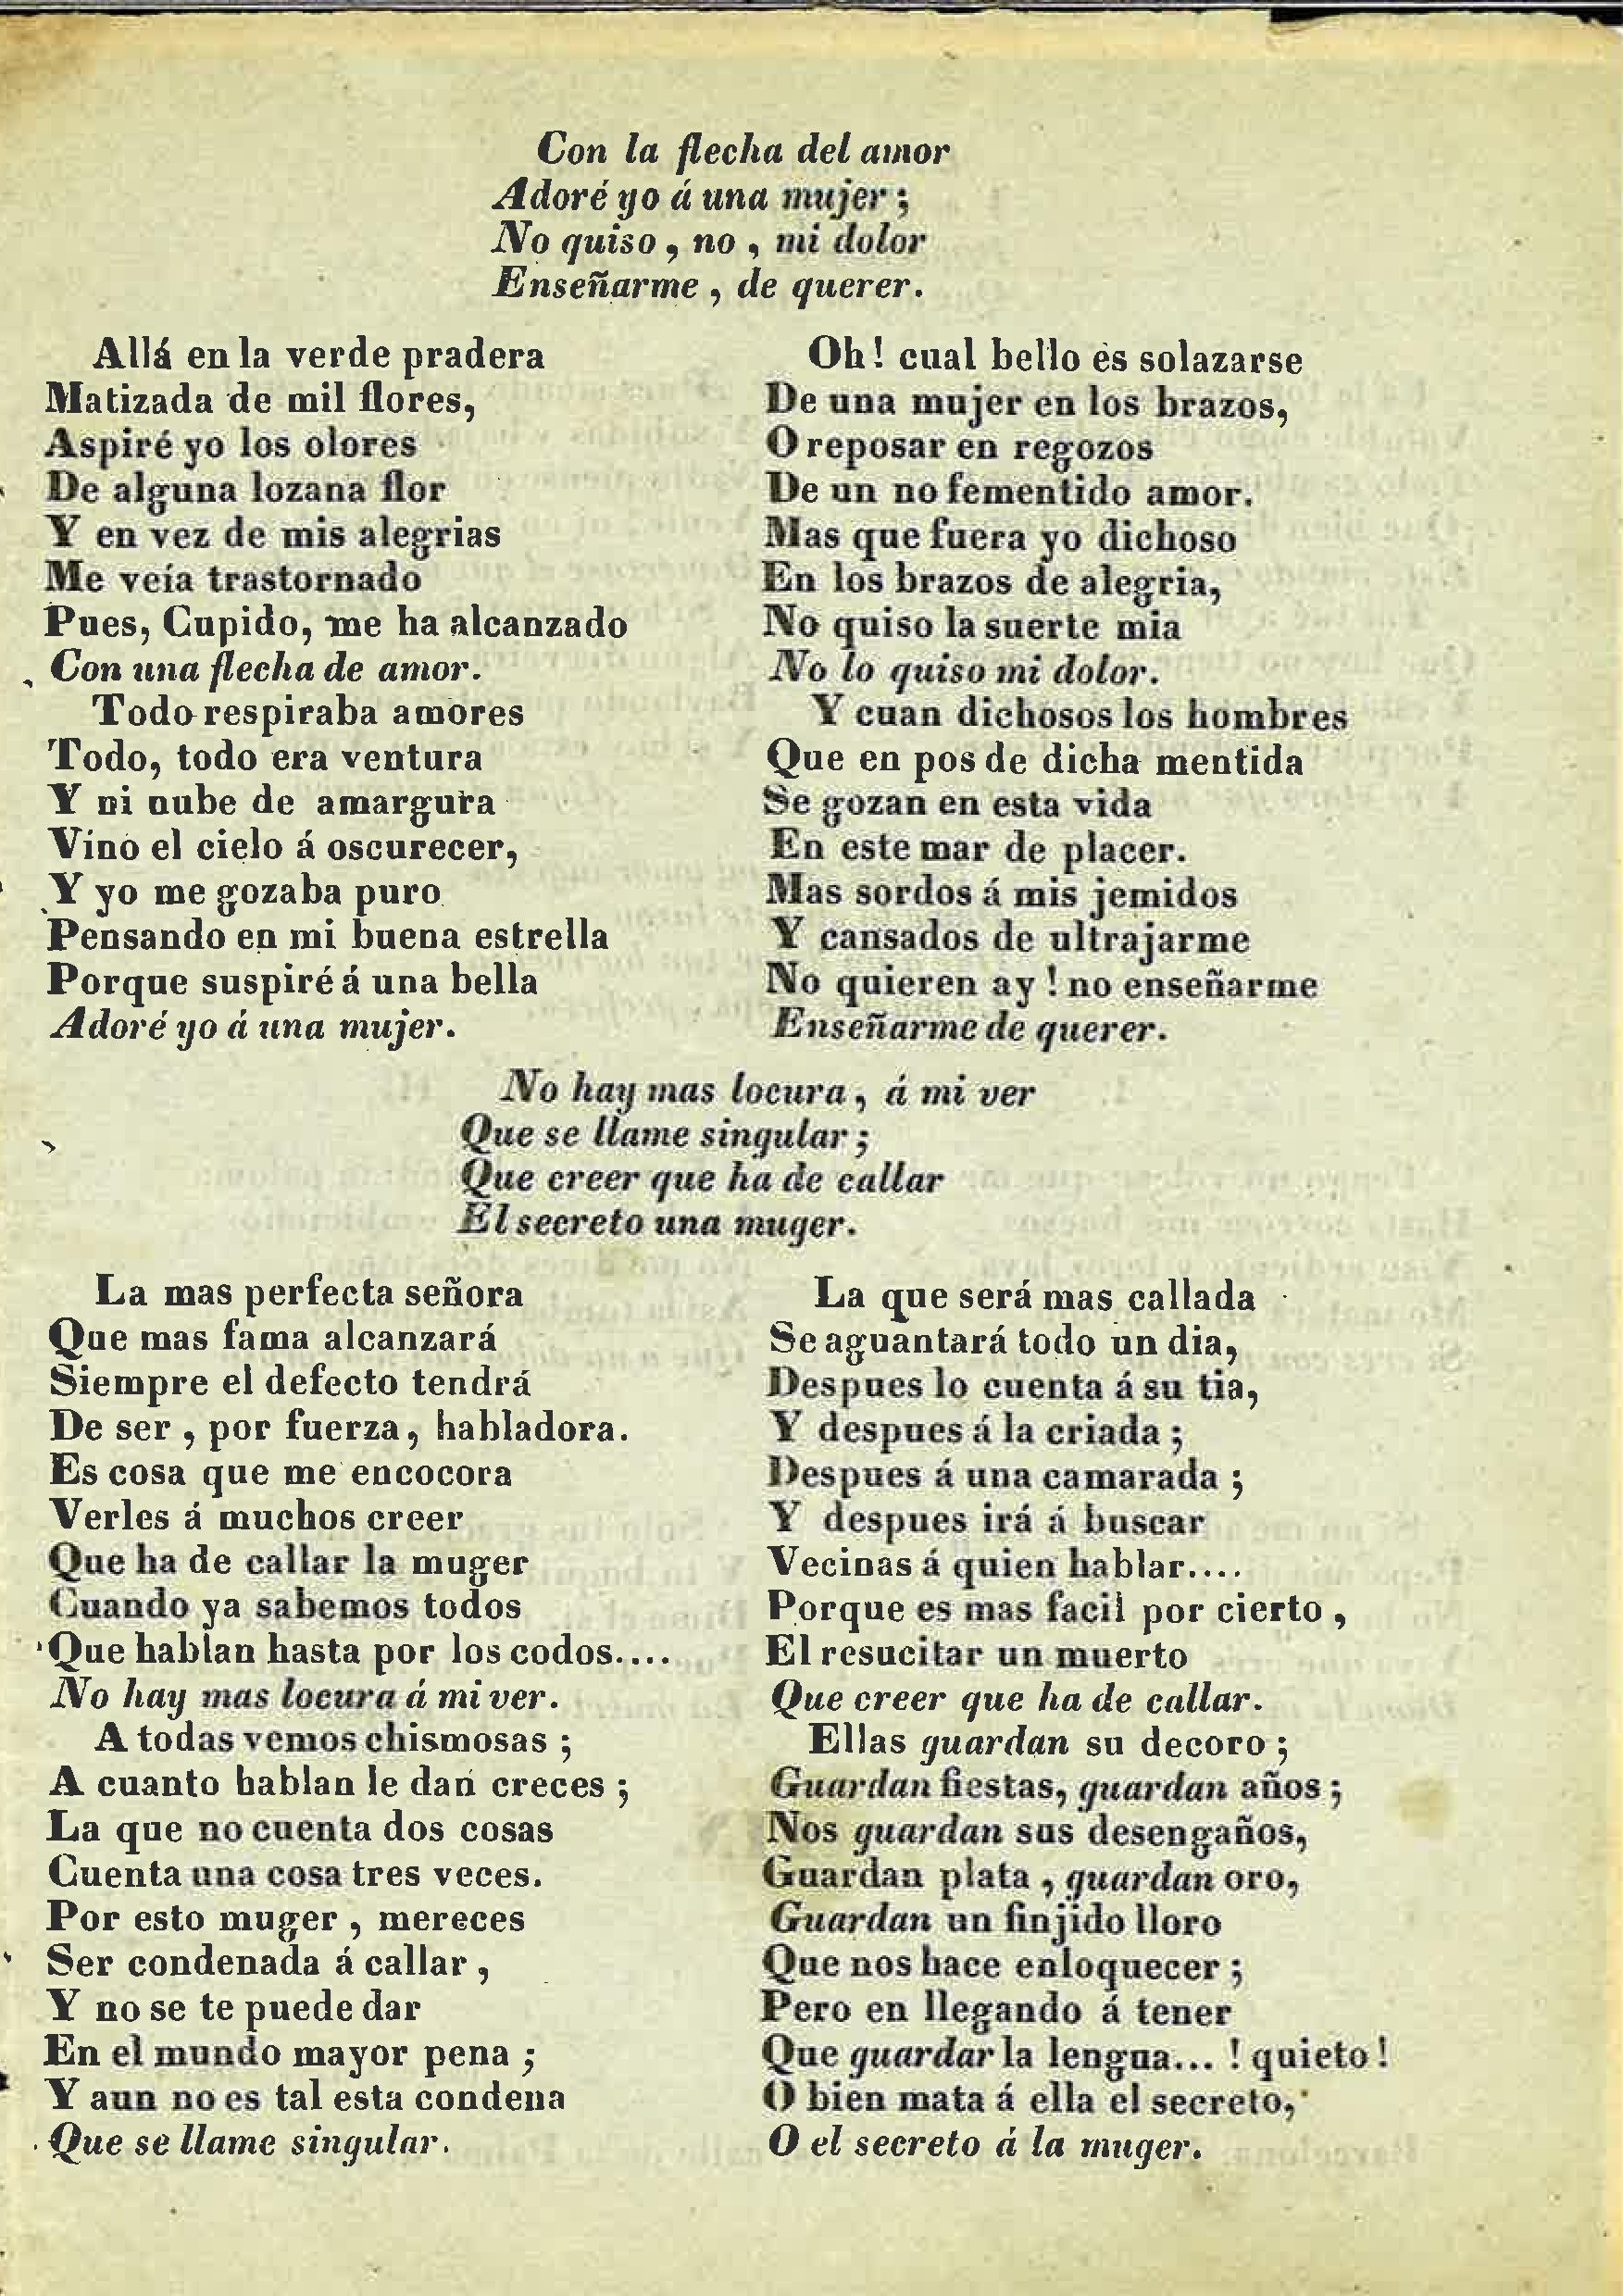 Con la flecha del amor
Adoré yo á una mujer ;
No quiso , no , mi dolor
Enseñarme , de querer.
Allá en la verde pradera
Matizada de mil flores,
Aspiré yo los olores
De alguna lozana flor
Y en vez de mis alegrias
Me veía trastornado
Pues, Cupido, me ha alcanzado
Con una flecha de amor.
Todo respiraba amores
Todo, todo era ventura
Y ni nube de amargura
Vino el cielo á oscurecer,
Y yo me gozaba puro
Pensando en mi buena estrella
Porque suspiré á una bella
Adoré yo á una mujer.
Oh! cual bello es solazarse
De una mujer en los brazos,
O reposar en regozos
De un no fementido amor.
Mas que fuera yo dichoso
En los brazos de alegria,
No quiso la suerte mia
No lo quiso mi dolor.
Y cuan dichosos los hombres
Que en pos de dicha mentida
Se gozan en esta vida
En este mar de placer.
Mas sordos á mis jemidos
Y cansados de ultrajarme
No quieren ay ! no enseñarme
Enseñarme de querer.
No hay mas locura , á mi ver
Que se llame singular ;
Que creer que ha de callar
El secreto una muger.
La mas perfecta señora
Que mas fama alcanzará
Siempre el defecto tendrá
De ser , por fuerza, habladora.
Es cosa que me encocora
Verles á muchos creer
Que ha de callar la muger
Cuando ya sabemos todos
Que hablan hasta por los codos....
No hay mas locura á mi ver.
A todas vemos chismosas ;
A cuanto hablan le dan creces ;
La que no cuenta dos cosas
Cuenta una cosa tres veces.
Por esto muger , mereces
Ser condenada á callar ,
Y no se te puede dar
En el mundo mayor pena ;
Y aun no es tal esta condena
Que se llame singular.
La que será mas callada
Se aguantará todo un dia,
Despues lo cuenta á su tia,
Y despues á la criada ;
Despues á una camarada ;
Y despues irá á buscar
Vecinas á quien hablar....
Porque es mas facil por cierto ,
El resucitar un muerto
Que creer que ha de callar.
Ellas guardan su decoro ;
Guardan fiestas, guardan años ;
Nos guardan sus desengaños,
Guardan plata , guardan oro,
Guardan un finjido lloro
Que nos hace enloquecer ;
Pero en llegando á tener
Que guardar la lengua... ! quieto !
O bien mata á ella el secreto,
O el secreto á la muger.